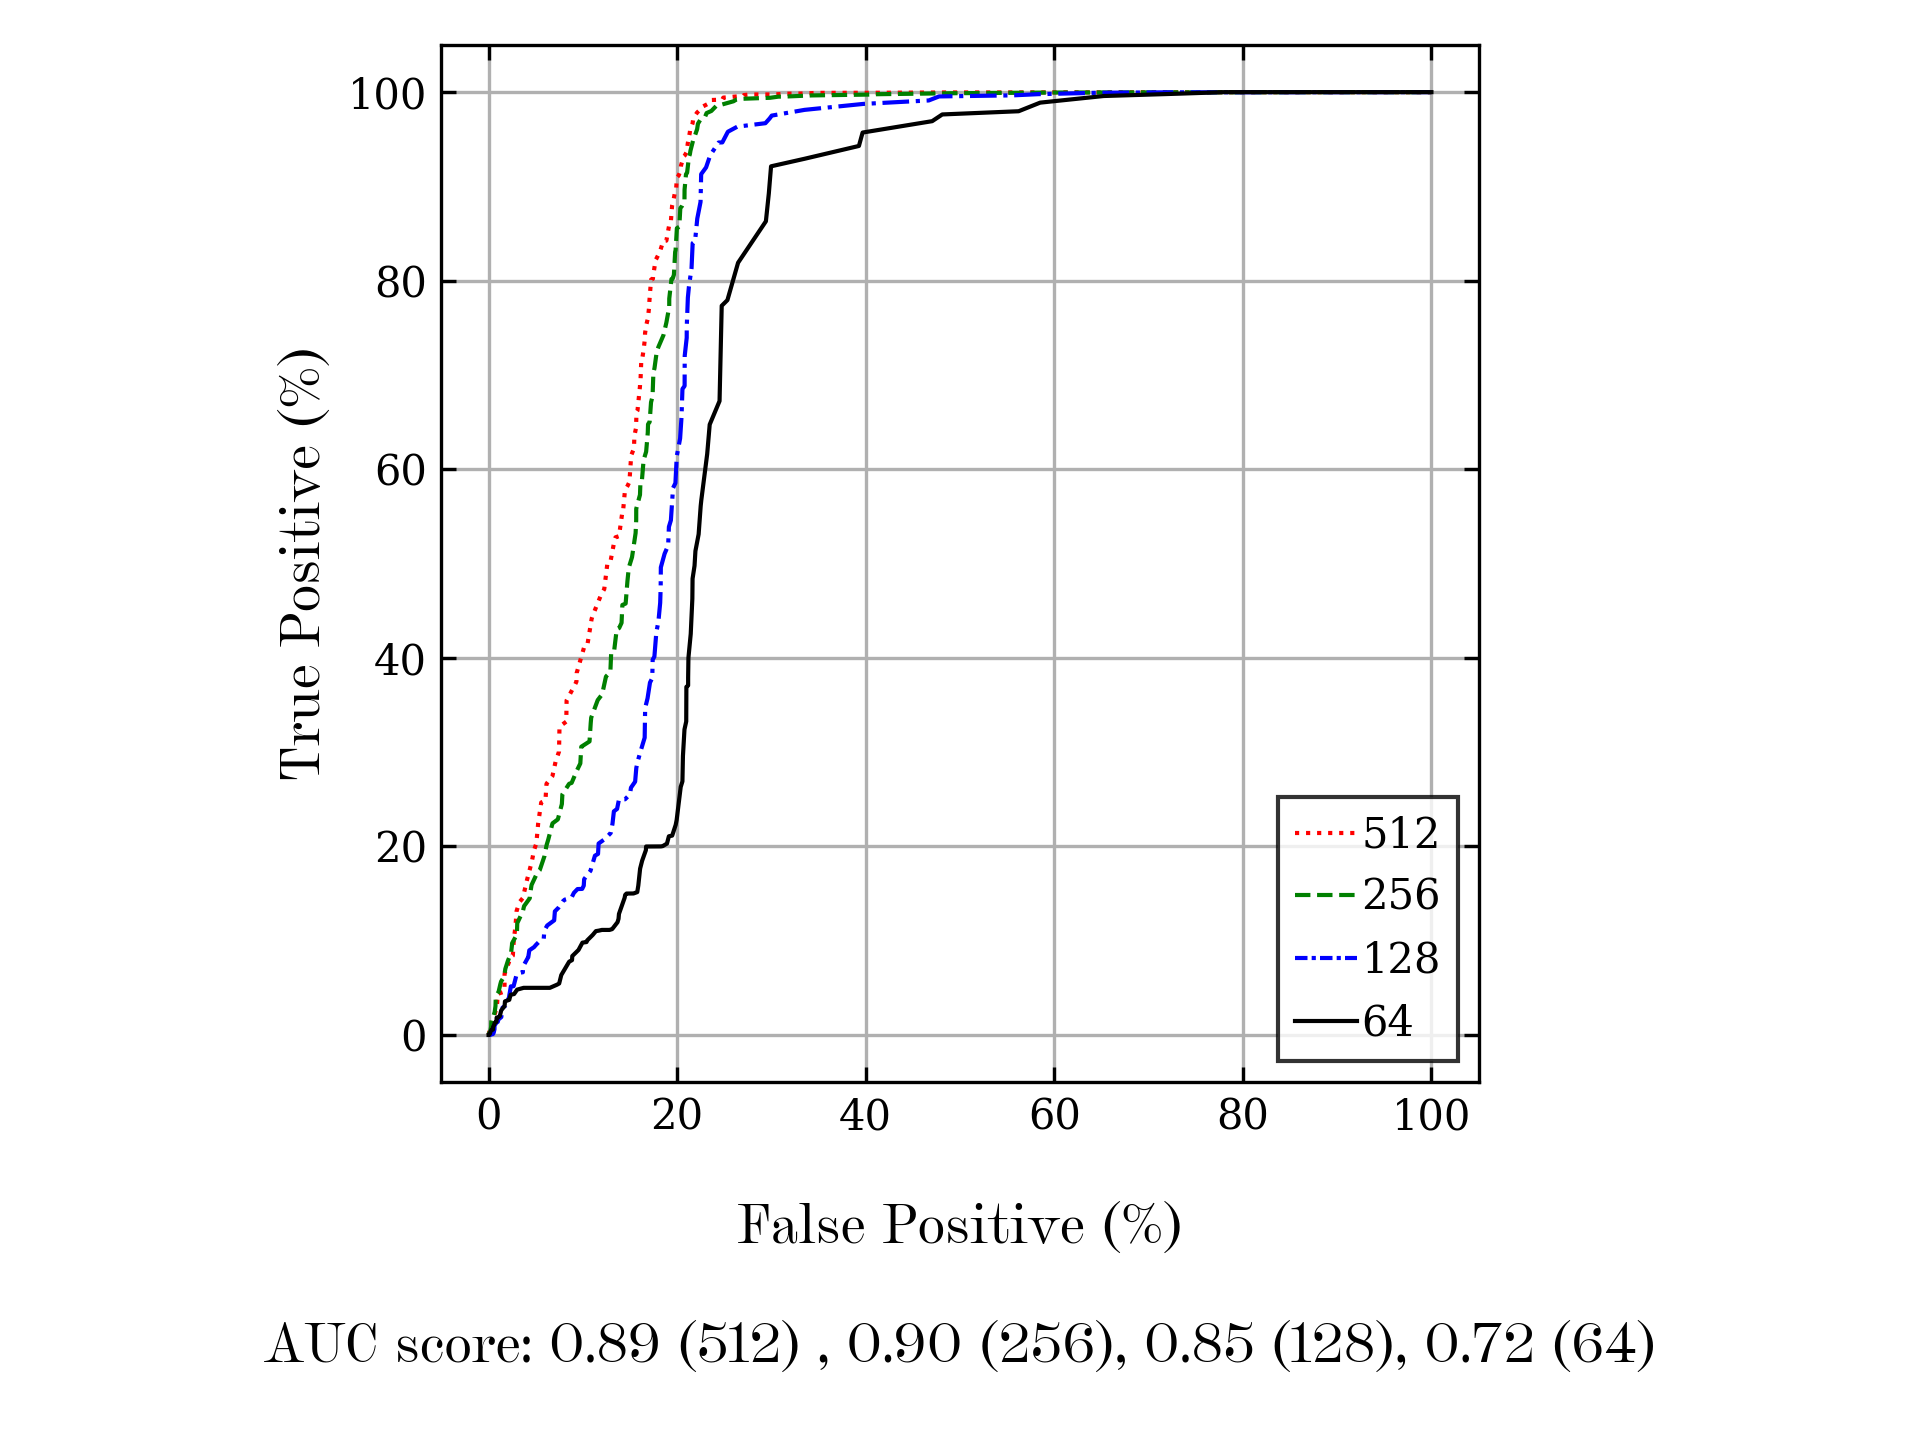 100
80
60
40
20
0
True Positive (%)
512
256
128
64
0 20 40 60 80 100
False Positive (%)
AUC score: 0.89 (512) , 0.90 (256), 0.85 (128), 0.72 (64)